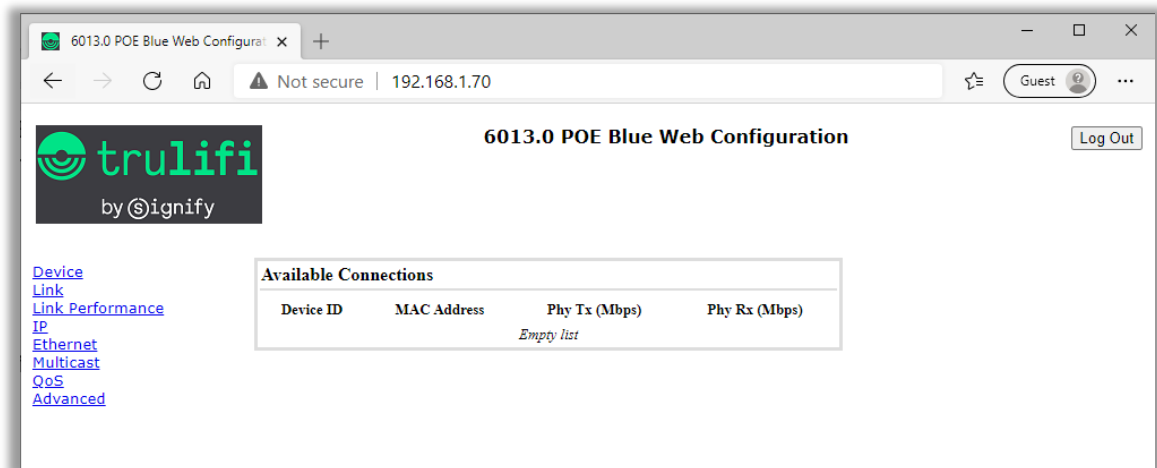 6013.0 POE Blue Web Configurat
Not secure | 192.168.1.70
Guest
trulifi
by signify
6013.0 POE Blue Web Configuration
Log Out
Device
Link
Link Performance
IP
Ethernet
Multicast
QoS
Advanced
Available Connections
Device ID MAC Address Phy Tx (Mbps) Phy Rx (Mbps)
Empty list